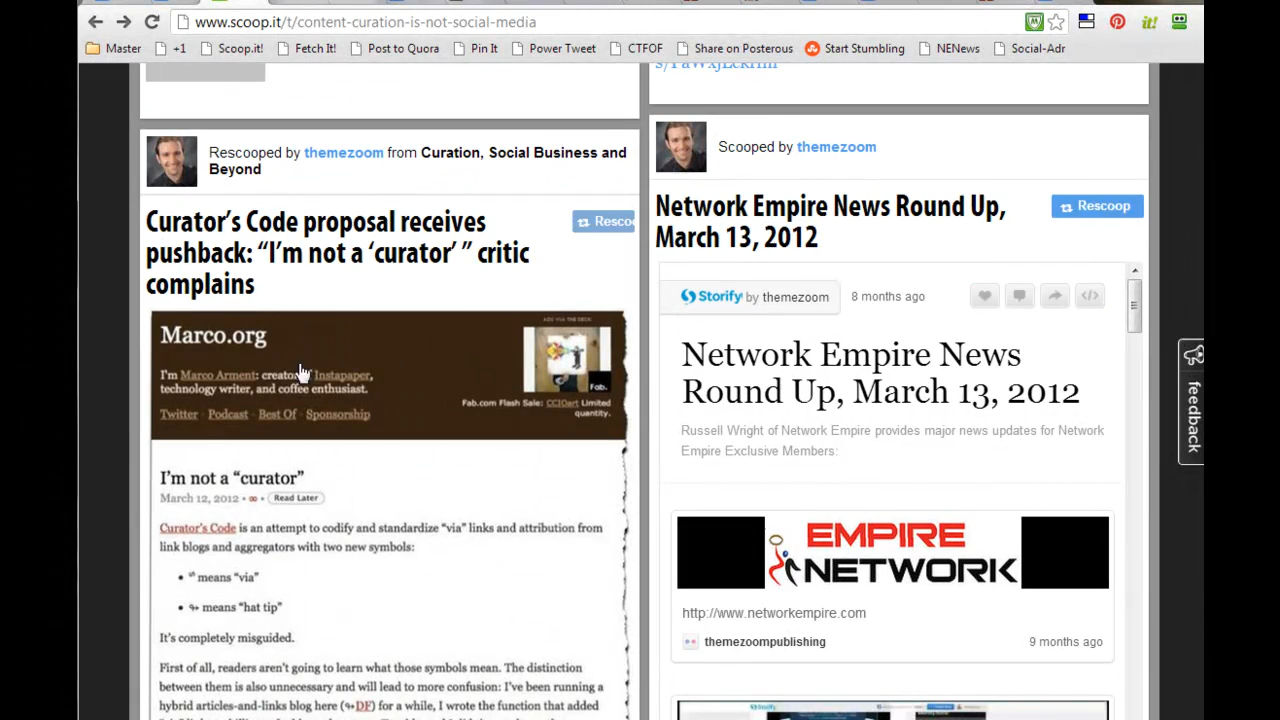 www.scoop.it/t/content-curation-is-not-social-media
it!
Master +1 Scoop.it! Fetch It! Post to Quora Pin It Power Tweet CTFOF Share on Posterous Start Stumbling NENews Social-Adr
Rescooped by themezoom from Curation, Social Business and
Beyond
Curator's Code proposal receives
pushback: “I’m not a ‘curator’ ” critic
complains
Resco
Marco.org
ADS VIA THE DECK
I'm Marco Arment: creator of Instapaper,
technology writer, and coffee enthusiast.
Twitter · Podcast · Best Of · Sponsorship
Fab.
Fab.com Flash Sale: CCIOart Limited
quantity.
I'm not a “curator”
March 12, 2012 • ∞ • Read Later
Curator's Code is an attempt to codify and standardize “via” links and attribution from
link blogs and aggregators with two new symbols:
• ᔥ means “via”
• ↬ means “hat tip”
It's completely misguided.
First of all, readers aren't going to learn what those symbols mean. The distinction
between them is also unnecessary and will lead to more confusion: I've been running a
hybrid articles-and-links blog here (↬DF) for a while, I wrote the function that added
Scooped by themezoom
Network Empire News Round Up,
March 13, 2012
Rescoop
Storify by themezoom 8 months ago
Network Empire News
Round Up, March 13, 2012
Russell Wright of Network Empire provides major news updates for Network
Empire Exclusive Members:
EMPIRE
NETWORK
http://www.networkempire.com
themezoompublishing 9 months ago
Storify
feedback